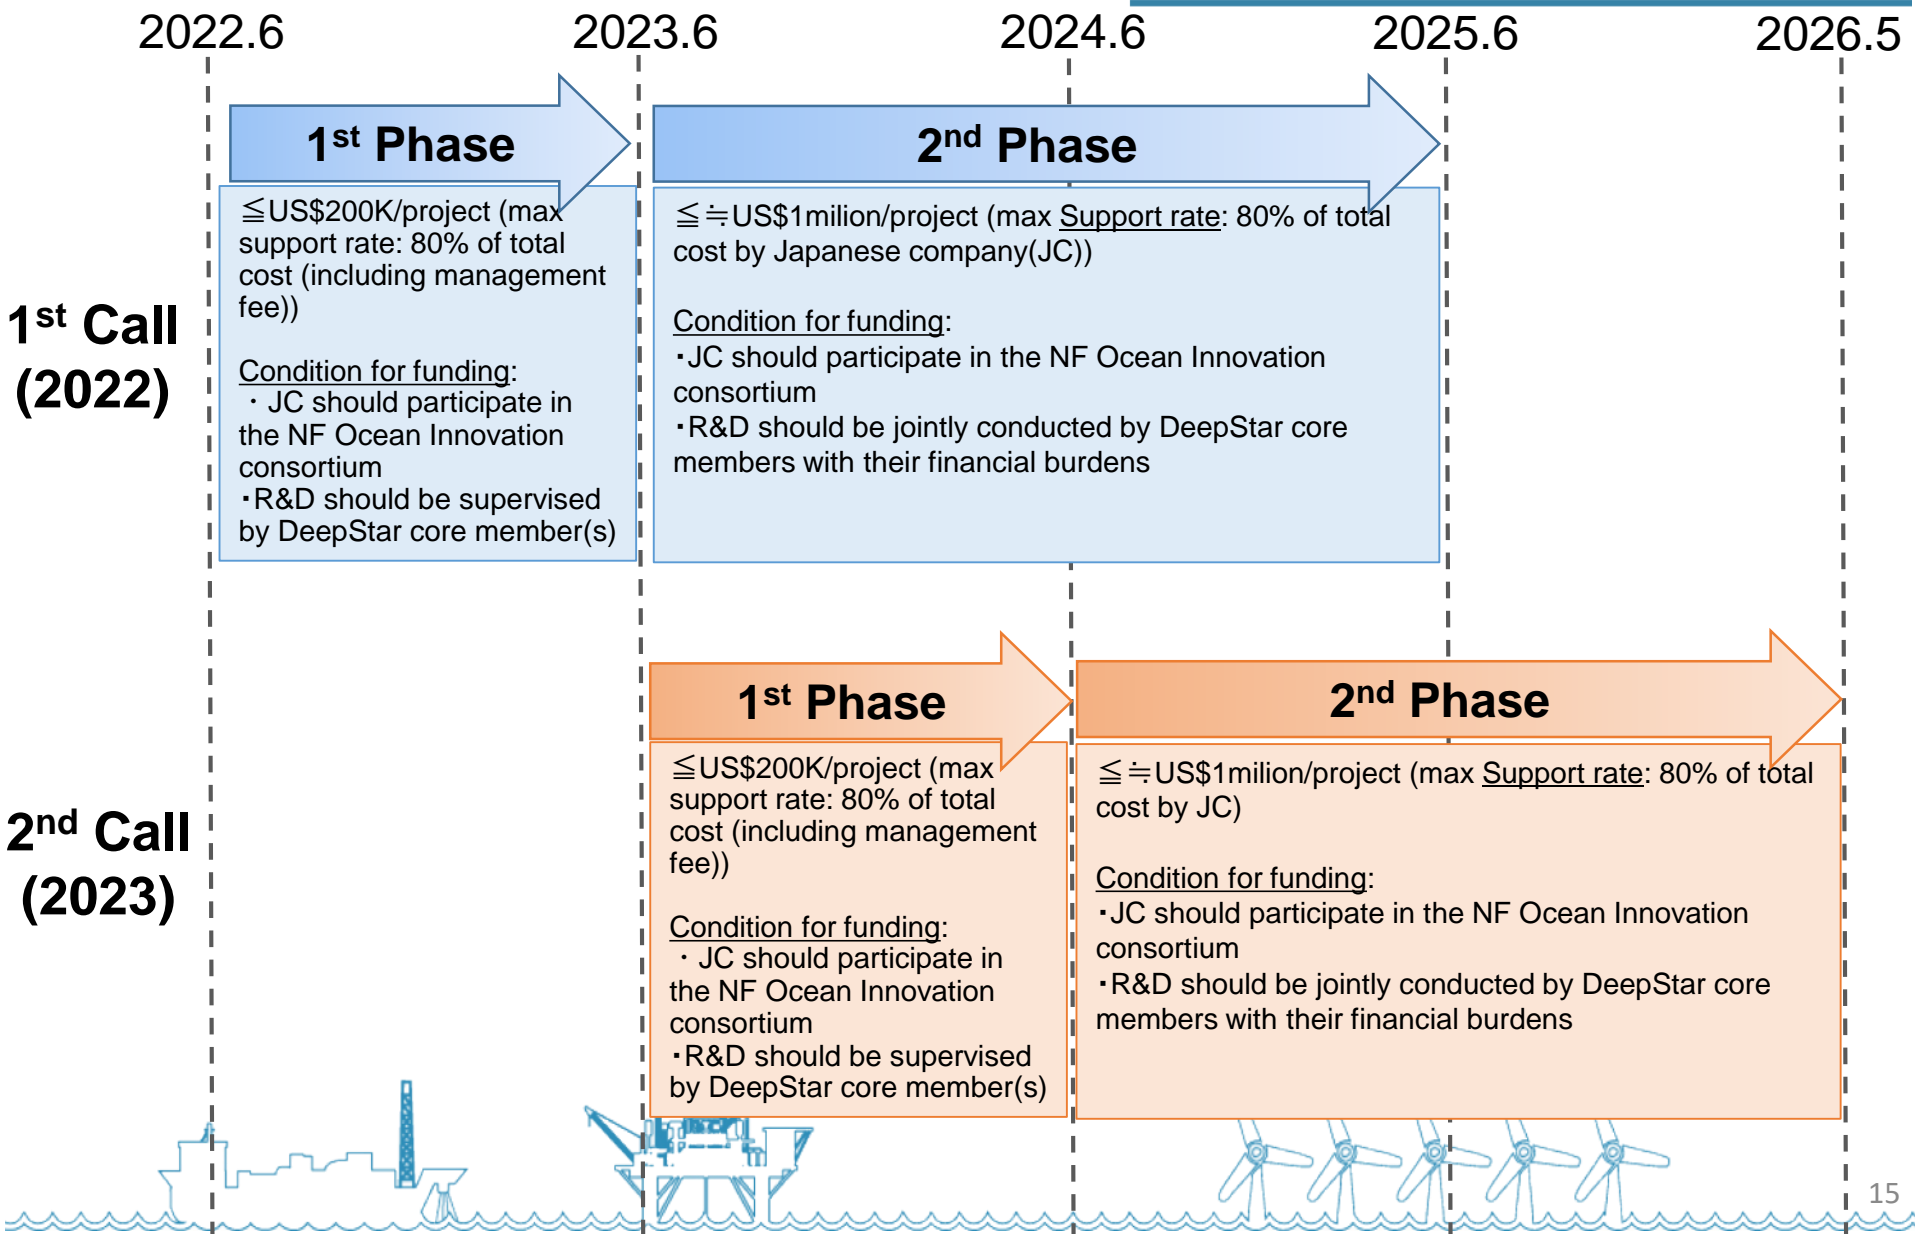 2022.6
2023.6
2024.6
2025.6
2026.5
1st Call
(2022)
1st Phase
≦US$200K/project (max
support rate: 80% of total
cost (including management
fee))
Condition for funding:
・JC should participate in
the NF Ocean Innovation
consortium
・R&D should be supervised
by DeepStar core member(s)
2nd Phase
≦≒US$1milion/project (max Support rate: 80% of total
cost by Japanese company(JC))
Condition for funding:
・JC should participate in the NF Ocean Innovation
consortium
・R&D should be jointly conducted by DeepStar core
members with their financial burdens
2nd Call
(2023)
1st Phase
≦US$200K/project (max
support rate: 80% of total
cost (including management
fee))
Condition for funding:
・JC should participate in
the NF Ocean Innovation
consortium
・R&D should be supervised
by DeepStar core member(s)
2nd Phase
≦≒US$1milion/project (max Support rate: 80% of total
cost by JC)
Condition for funding:
・JC should participate in the NF Ocean Innovation
consortium
・R&D should be jointly conducted by DeepStar core
members with their financial burdens
15